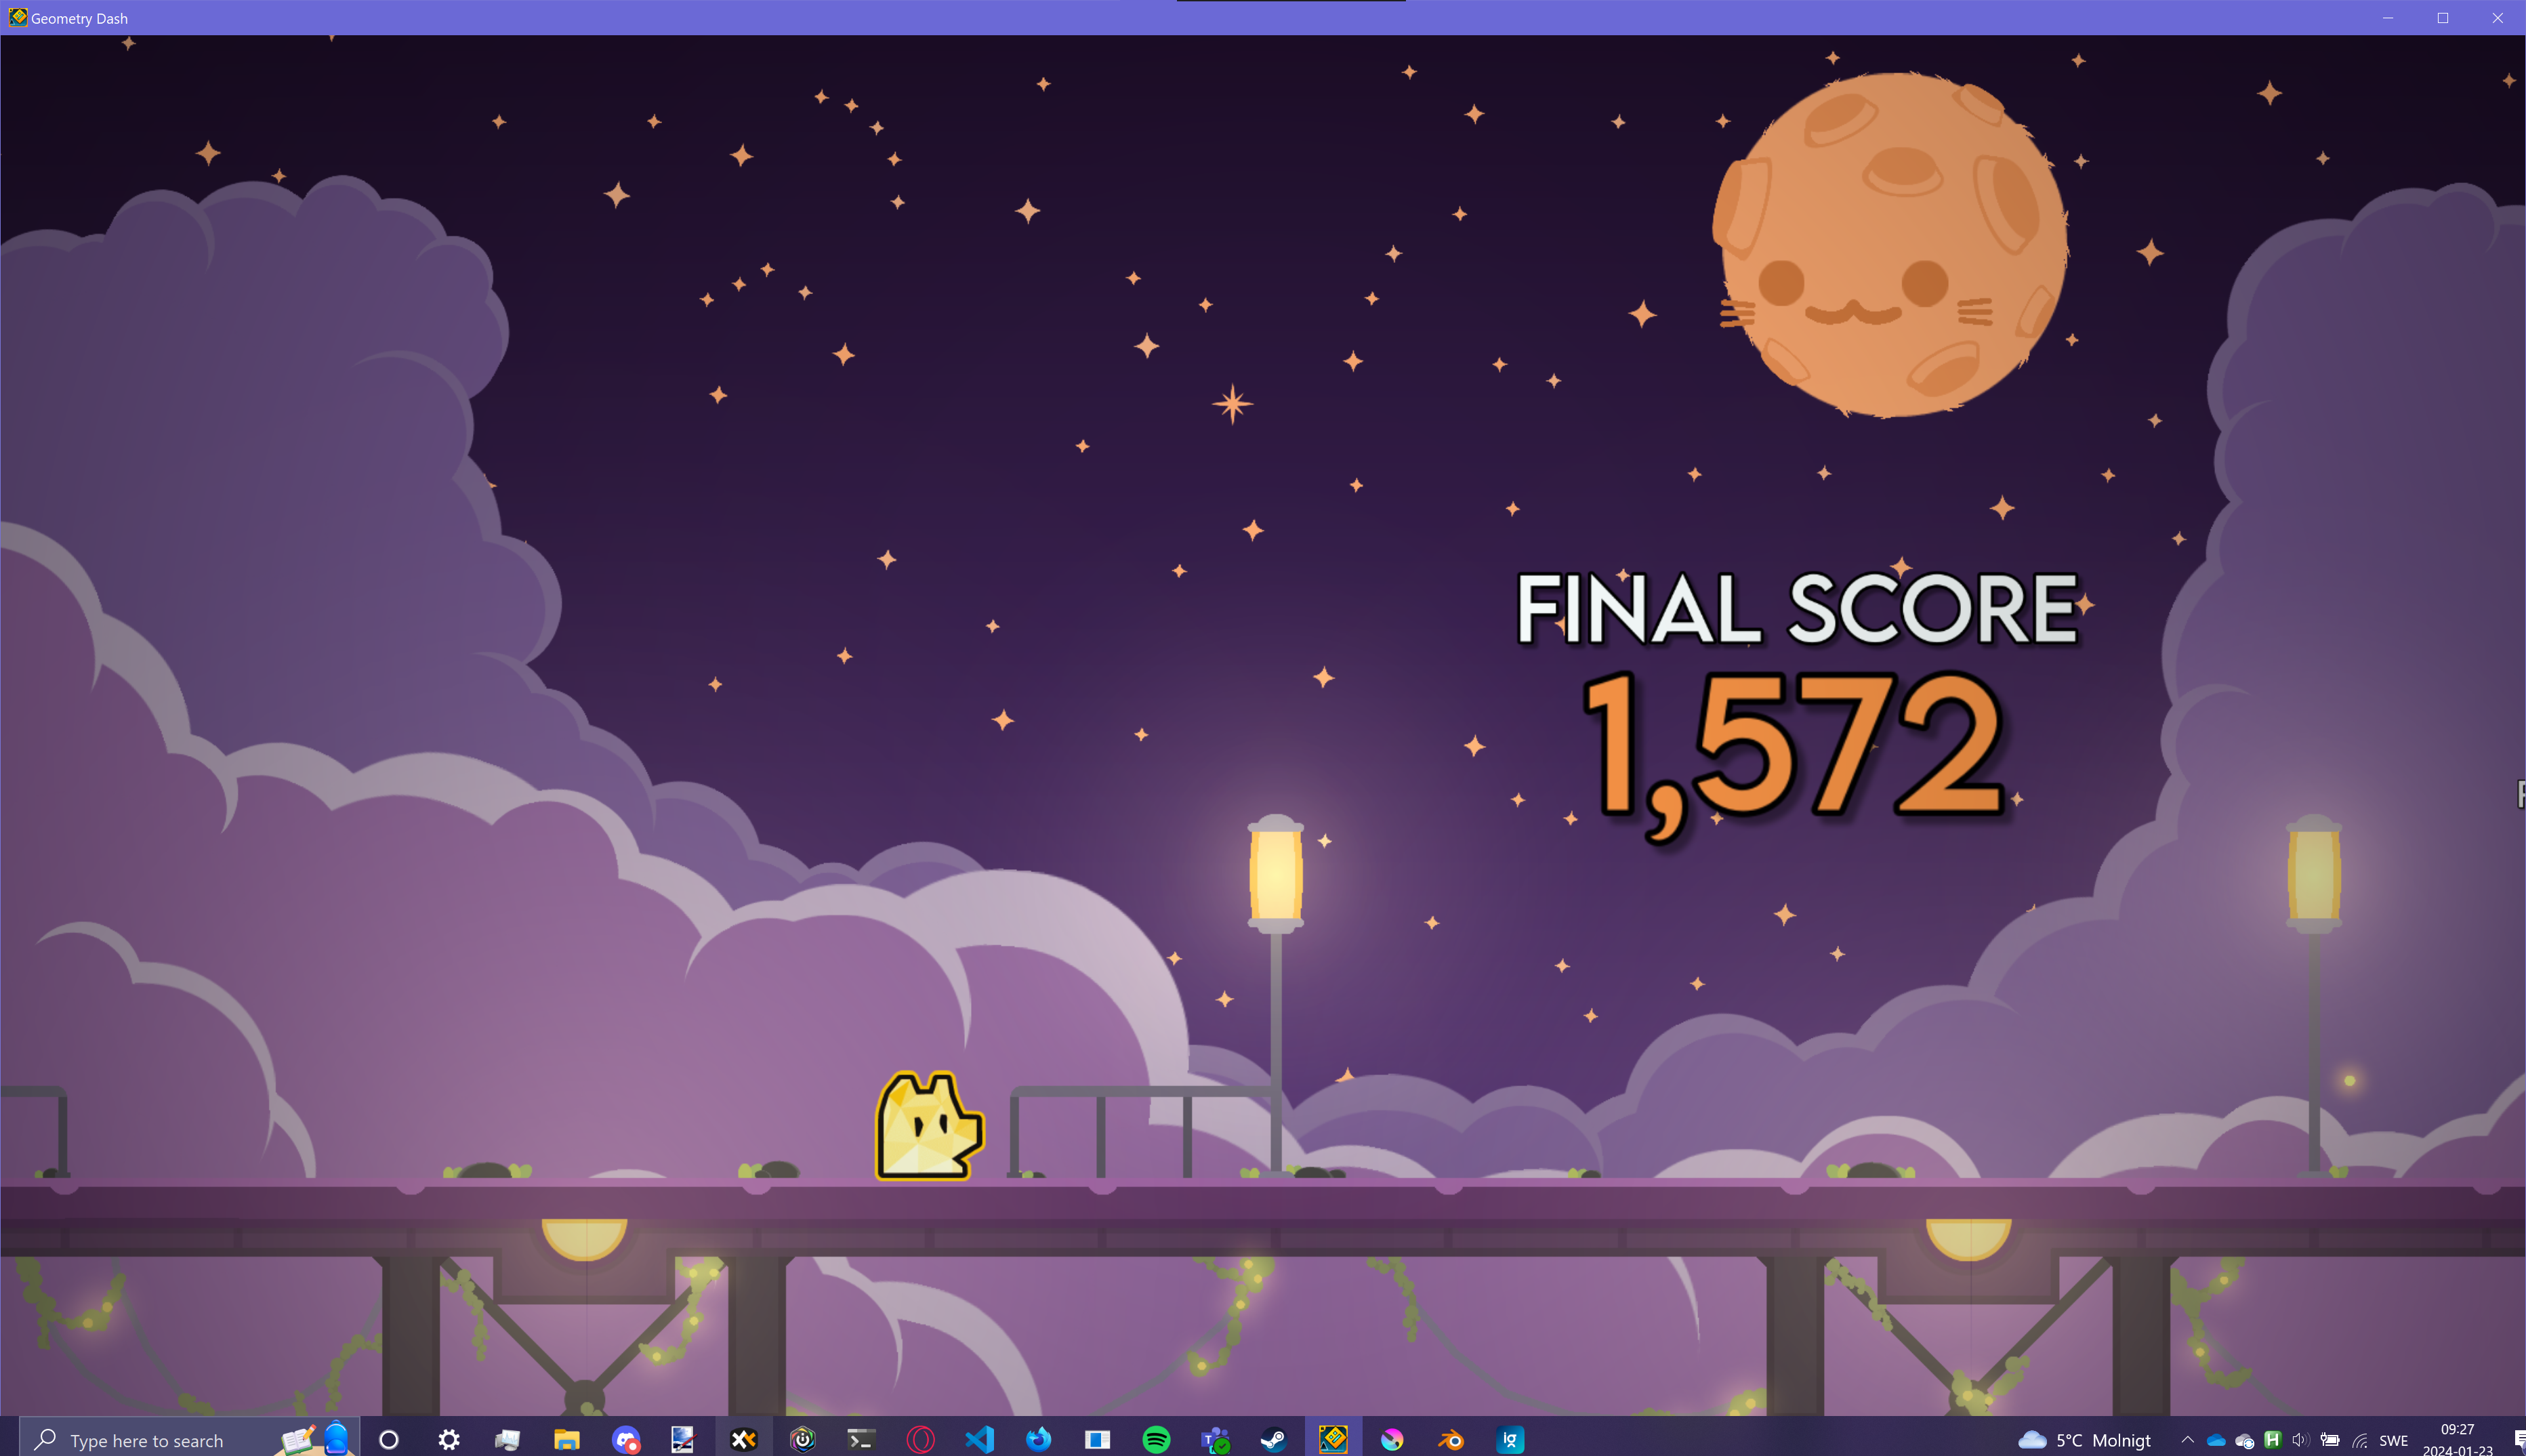 Geometry Dash
FINAL SCORE
1,572
Type here to search
5°C Molnigt
SWE
09:27
2024-01-23